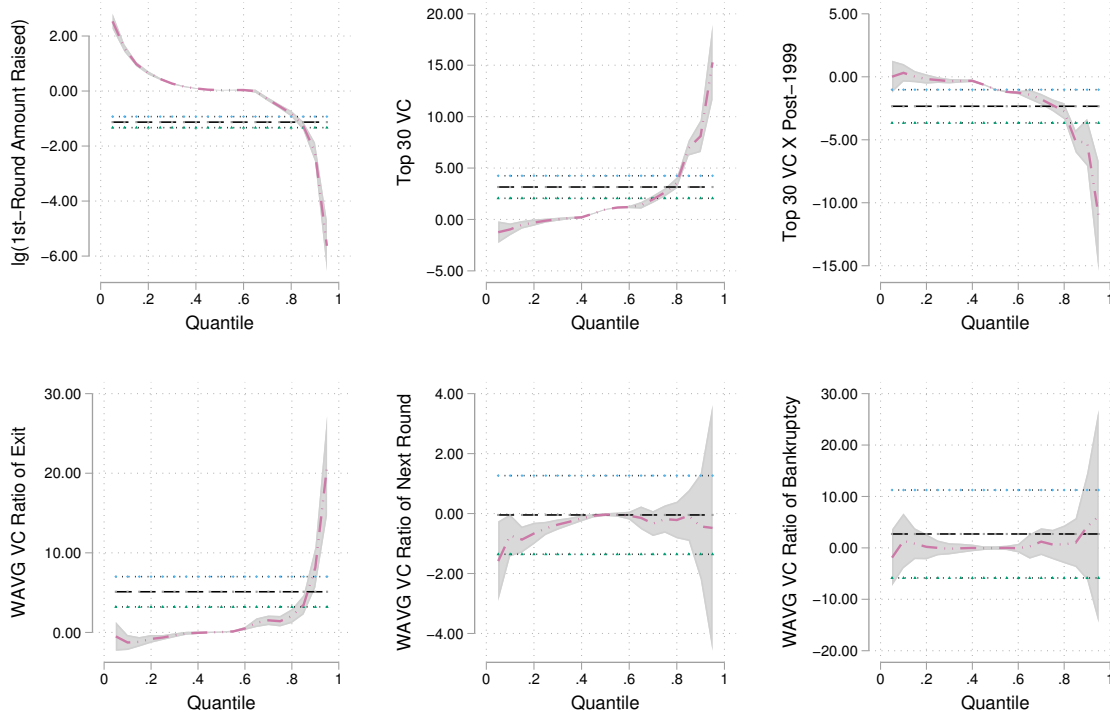 lg(1st−Round Amount Raised)
2.00
0.00
−2.00
−4.00
−6.00
0 .2 .4 .6 .8 1
Quantile
Top 30 VC
20.00
15.00
10.00
5.00
0.00
−5.00
0 .2 .4 .6 .8 1
Quantile
Top 30 VC X Post−1999
5.00
0.00
−5.00
−10.00
−15.00
0 .2 .4 .6 .8 1
Quantile
WAVG VC Ratio of Exit
30.00
20.00
10.00
0.00
0 .2 .4 .6 .8 1
Quantile
WAVG VC Ratio of Next Round
4.00
2.00
0.00
−2.00
−4.00
0 .2 .4 .6 .8 1
Quantile
WAVG VC Ratio of Bankruptcy
30.00
20.00
10.00
0.00
−10.00
−20.00
0 .2 .4 .6 .8 1
Quantile